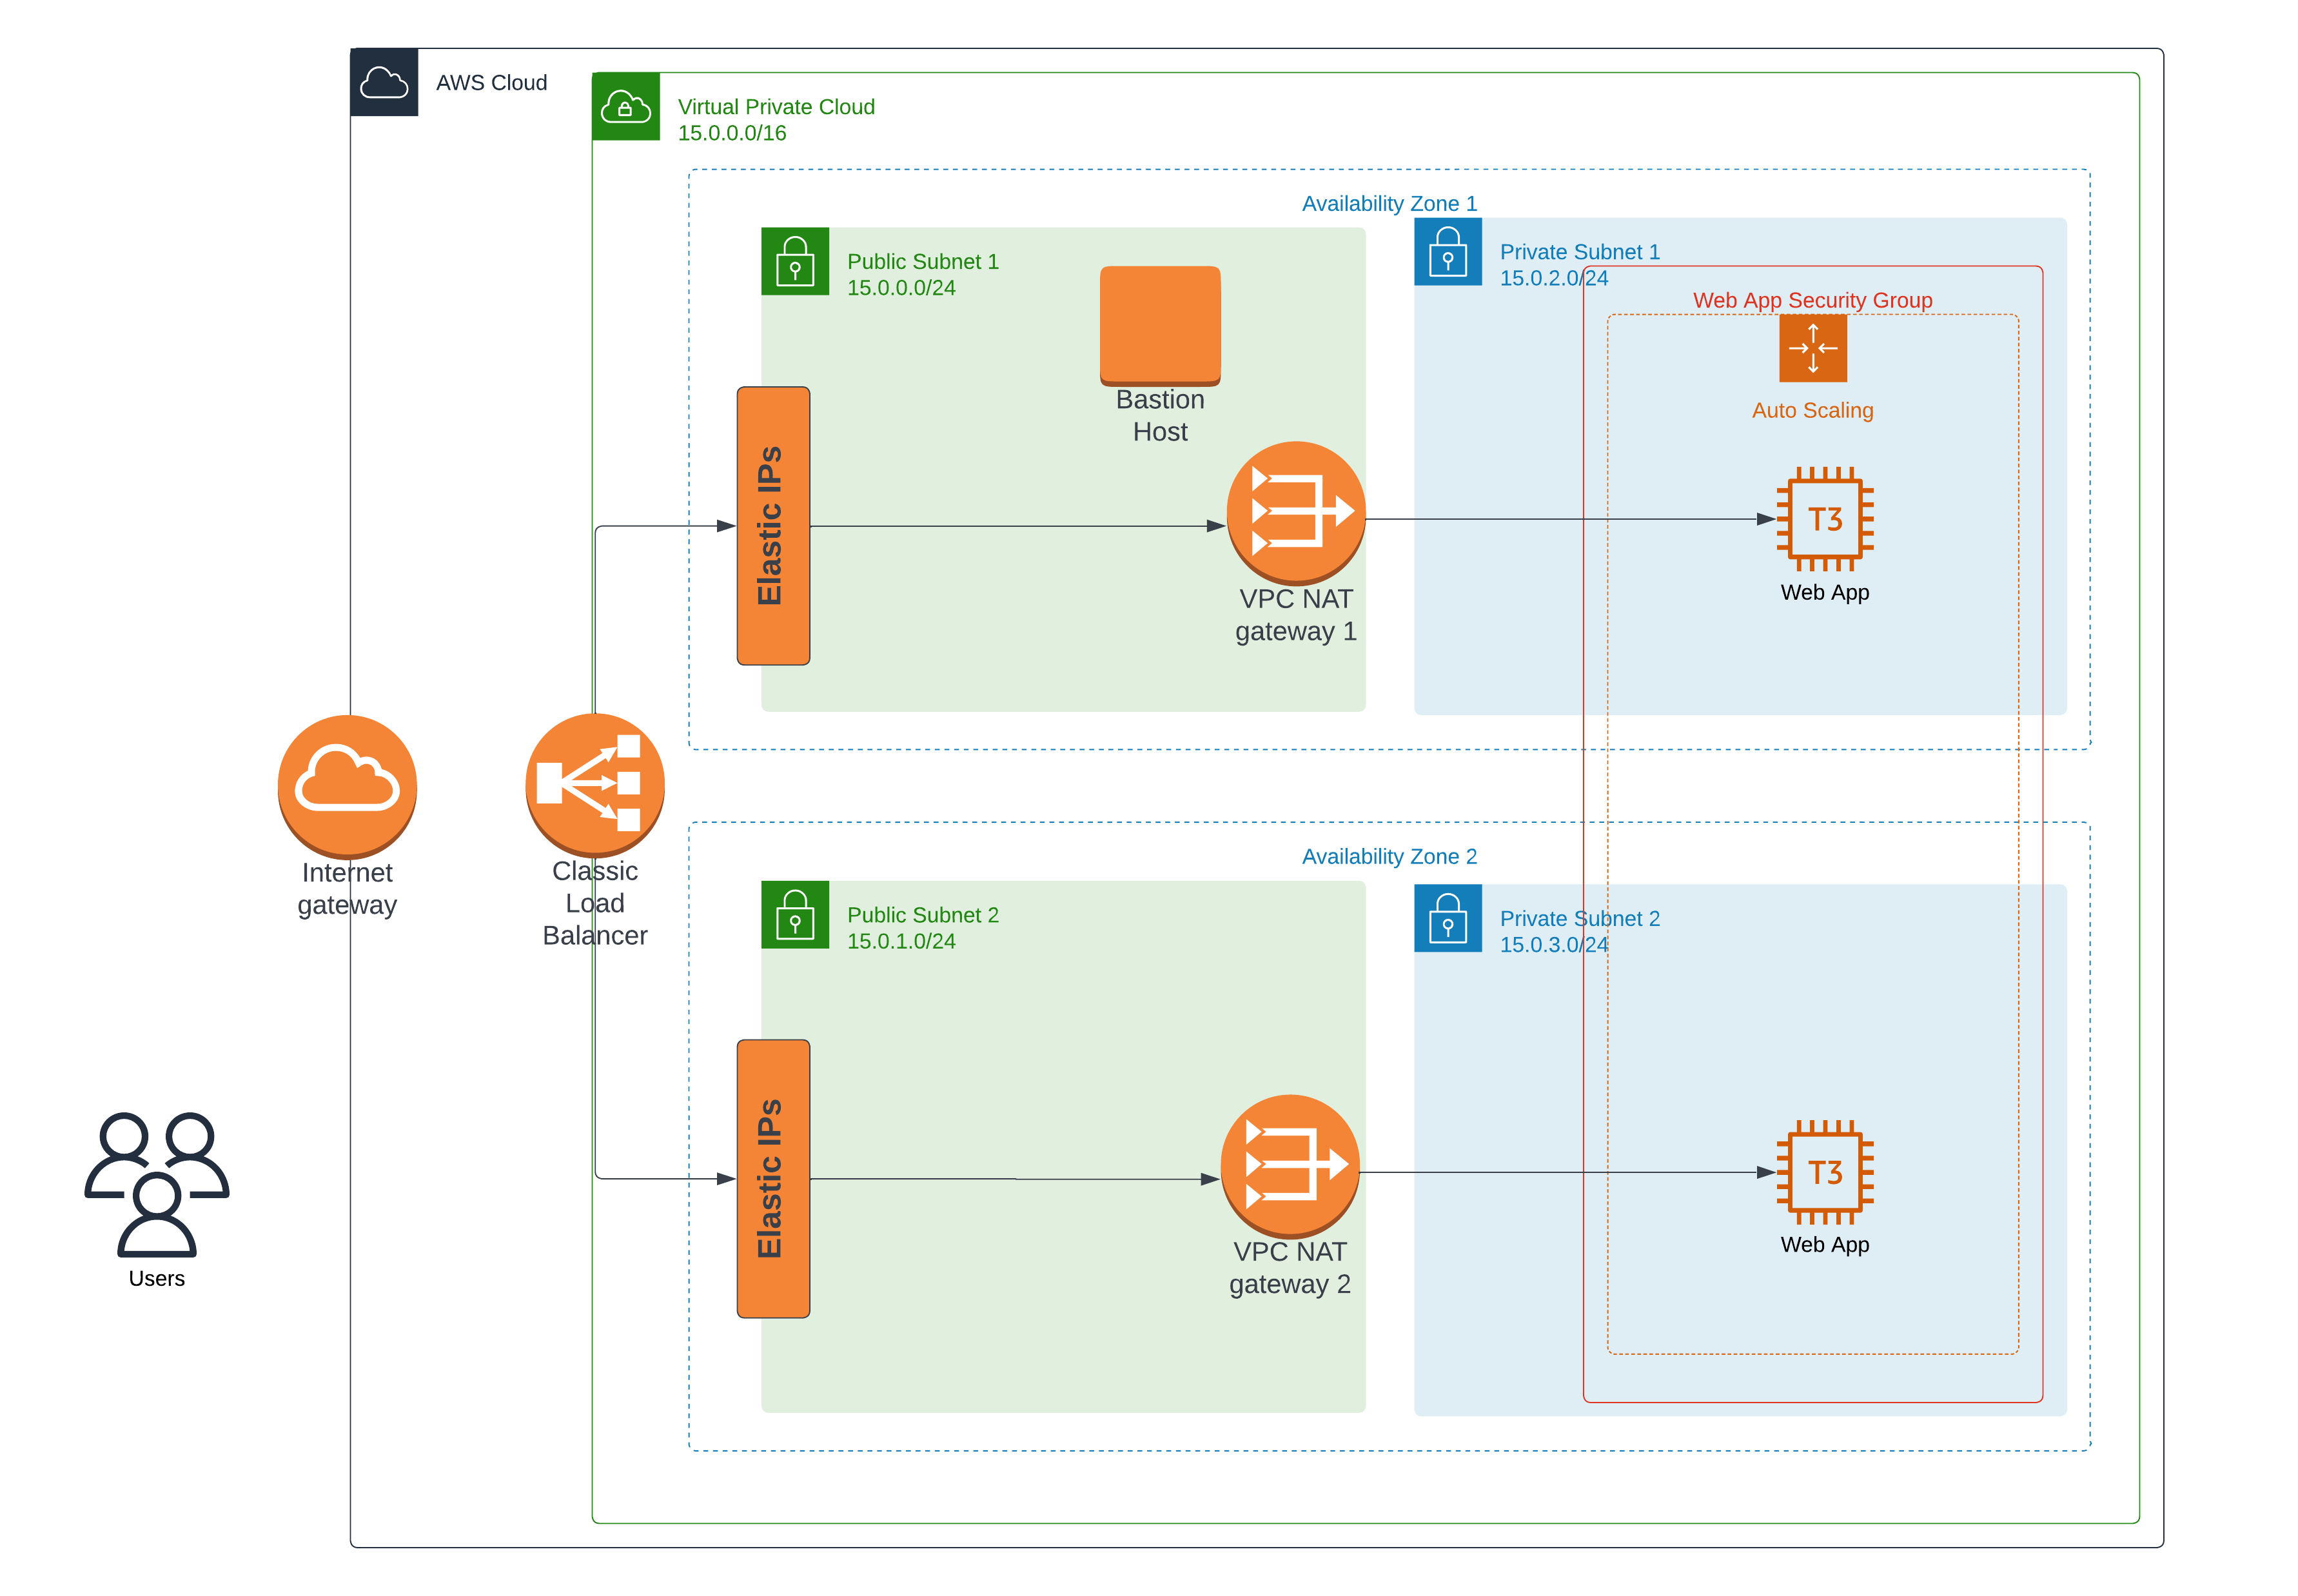 AWS Cloud
Virtual Private Cloud
15.0.0.0/16
Availability Zone 1
Public Subnet 1
15.0.0.0/24
Private Subnet 1
15.0.2.0/24
Web App Security Group
Bastion
Host
Auto Scaling
Elastic IPs
T3
VPC NAT
gateway 1
Web App
Internet
gateway
Classic
Load
Balancer
Availability Zone 2
Public Subnet 2
15.0.1.0/24
Private Subnet 2
15.0.3.0/24
Elastic IPs
T3
VPC NAT
gateway 2
Web App
Users